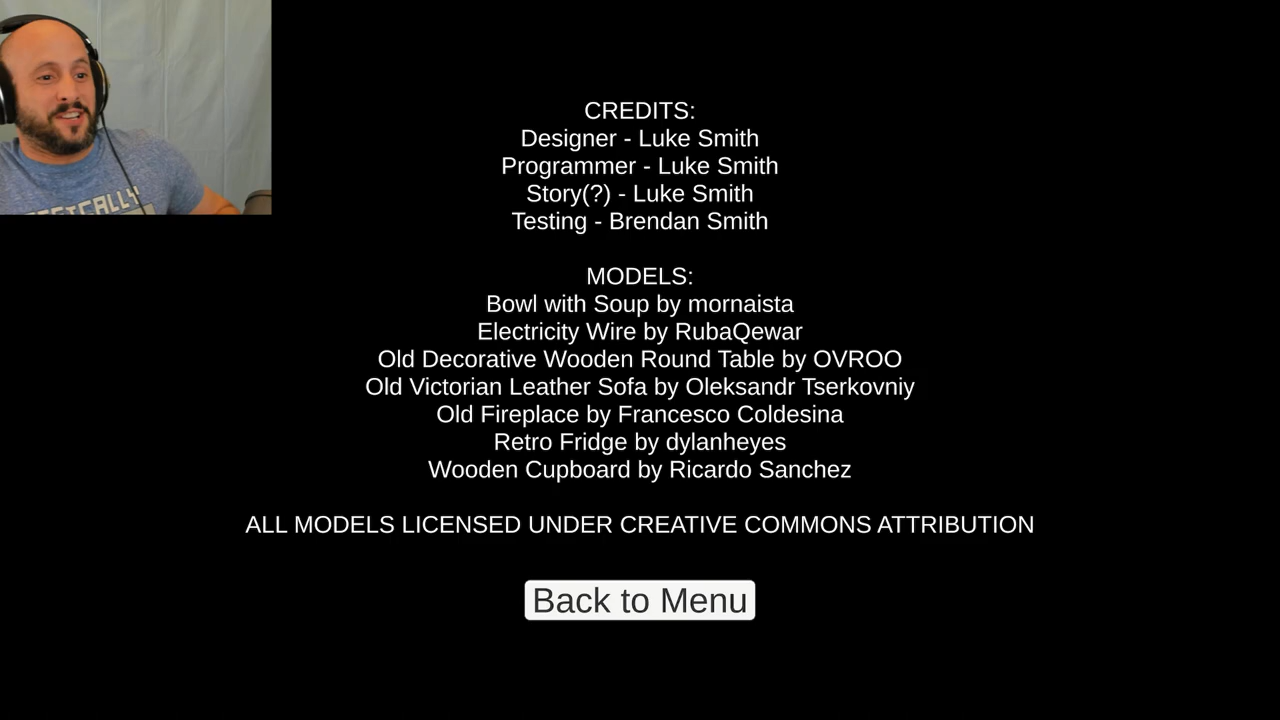 CREDITS:
Designer - Luke Smith
Programmer - Luke Smith
Story(?) - Luke Smith
Testing - Brendan Smith
MODELS:
Bowl with Soup by mornaista
Electricity Wire by RubaQewar
Old Decorative Wooden Round Table by OVROO
Old Victorian Leather Sofa by Oleksandr Tserkovniy
Old Fireplace by Francesco Coldesina
Retro Fridge by dylanheyes
Wooden Cupboard by Ricardo Sanchez
ALL MODELS LICENSED UNDER CREATIVE COMMONS ATTRIBUTION
Back to Menu